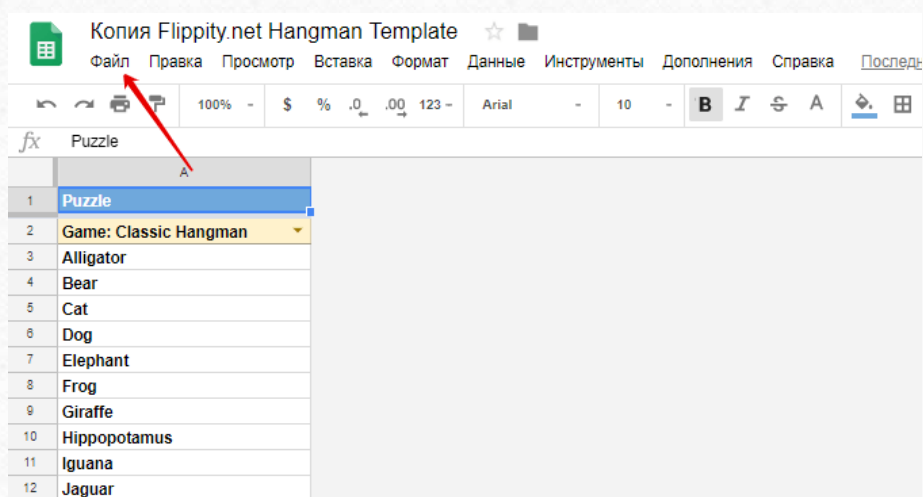 Копия Flippity.net Hangman Template
Файл Правка Просмотр Вставка Формат Данные Инструменты Дополнения Справка Последн
100% $ % .0 .00 123 Arial 10 B I S A
fx Puzzle
A
1 Puzzle
2 Game: Classic Hangman
3 Alligator
4 Bear
5 Cat
6 Dog
7 Elephant
8 Frog
9 Giraffe
10 Hippopotamus
11 Iguana
12 Jaguar